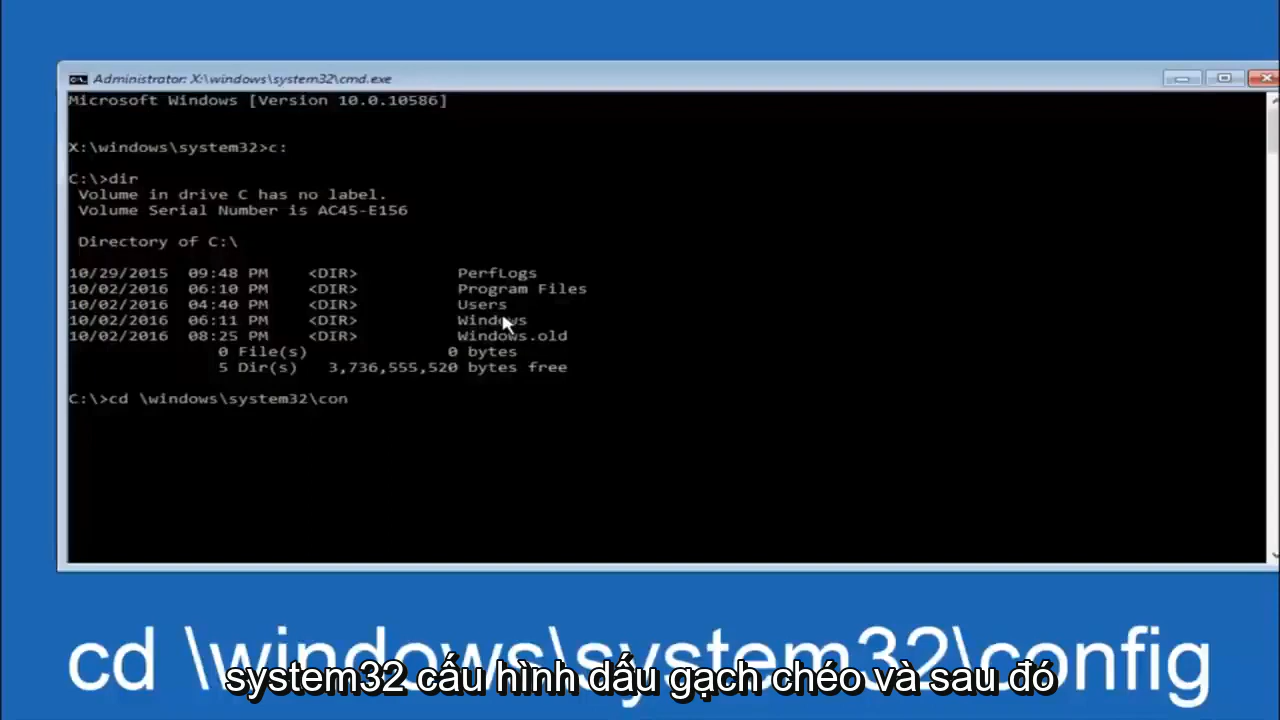 Administrator: X:\windows\system32\cmd.exe
Microsoft Windows [Version 10.0.10586]
X:\windows\system32>c:
C:\>dir
Volume in drive C has no label.
Volume Serial Number is AC45-E156
Directory of C:\
10/29/2015 09:48 PM <DIR> PerfLogs
10/02/2016 06:10 PM <DIR> Program Files
10/02/2016 04:40 PM <DIR> Users
10/02/2016 06:11 PM <DIR> Windows
10/02/2016 08:25 PM <DIR> Windows.old
0 File(s) 0 bytes
5 Dir(s) 3,736,555,520 bytes free
C:\>cd \windows\system32\con
cd \windows\system32\config
system32 cấu hình dấu gạch chéo và sau đó